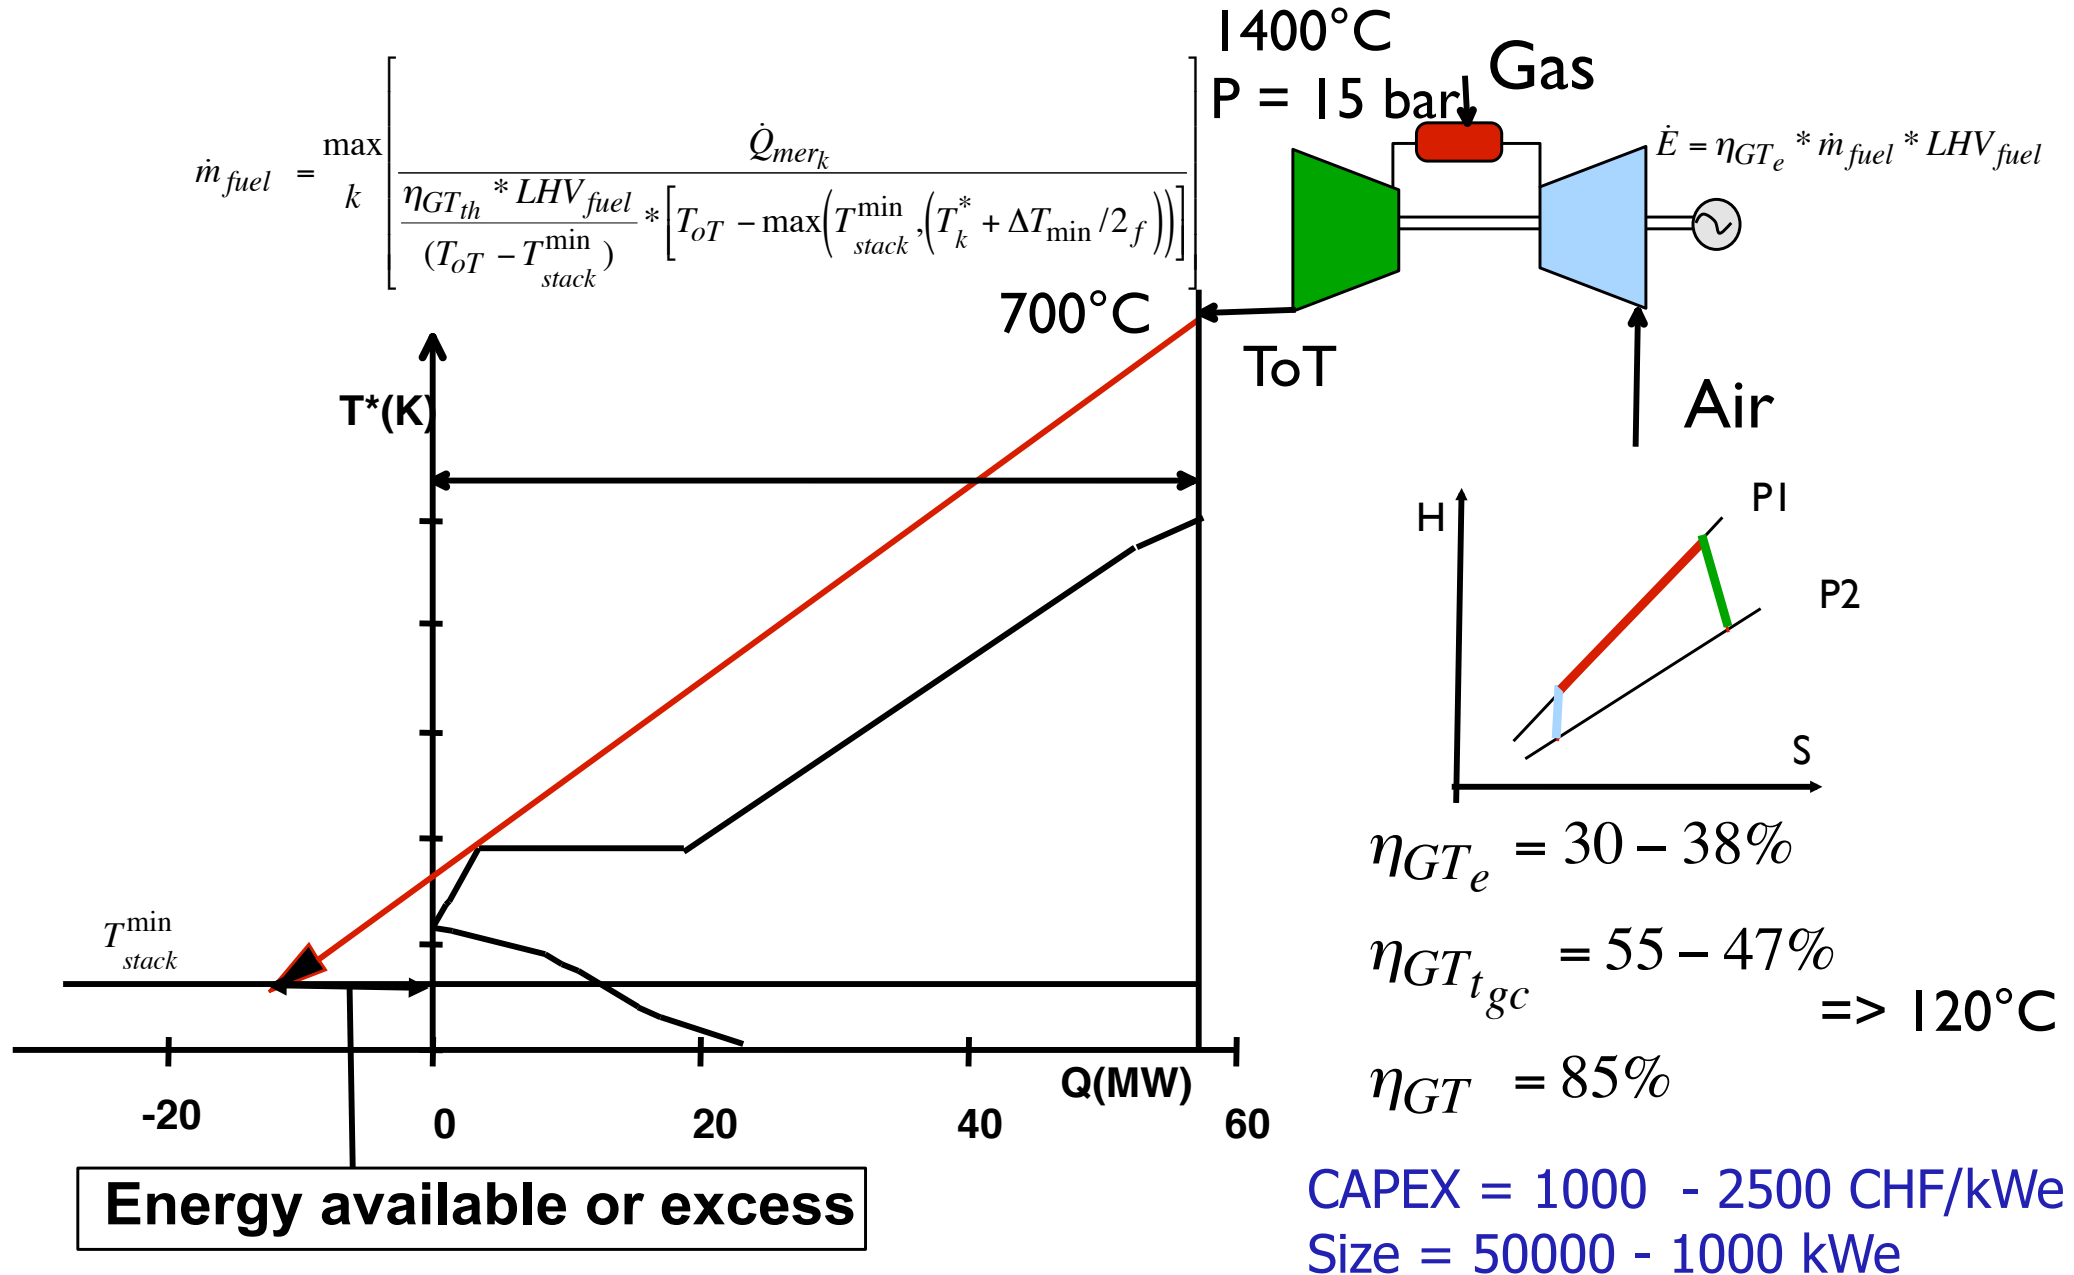 1400°C
P = 15 bar
Gas
ṁ_fuel = max_k [ Q̇_mer_k / ( η_GT_th * LHV_fuel / (T_oT − T_stack^min) * [ T_oT − max( T_stack^min , ( T_k^* + ΔT_min /2_f ) ) ] ) ]
Ė = η_GT_e * ṁ_fuel * LHV_fuel
700°C
ToT
Air
T*(K)
H
P1
P2
S
η_GT_e = 30 – 38%
T_stack^min
η_GT_t_gc = 55 – 47%
=> 120°C
η_GT = 85%
Q(MW)
-20 0 20 40 60
Energy available or excess
CAPEX = 1000 - 2500 CHF/kWe
Size = 50000 - 1000 kWe